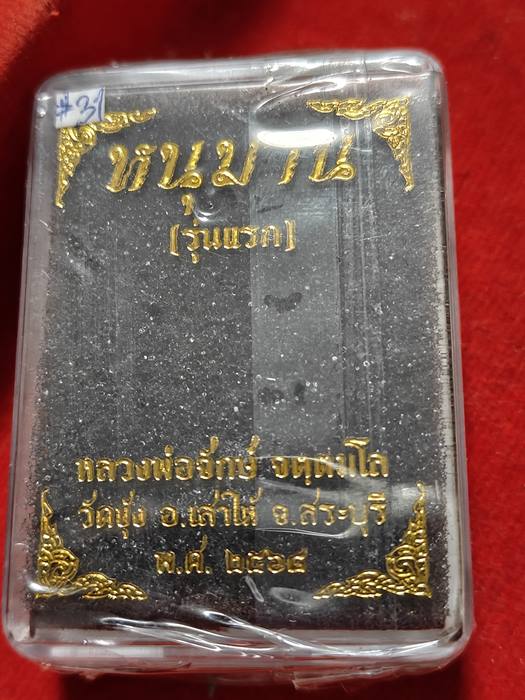 #31
หนุมาน
(รุ่นแรก)
หลวงพ่อจักษ์ จตฺตมโล
วัดชุ้ง อ.เสาไห้ จ.สระบุรี
พ.ศ. ๒๕๖๔